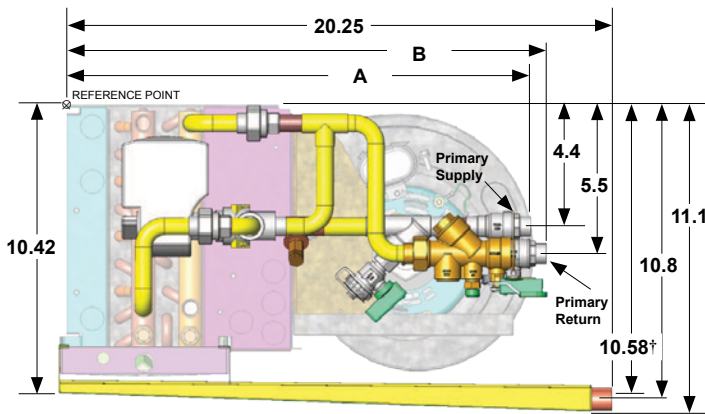 20.25
B
A
REFERENCE POINT
4.4
Primary
Supply
5.5
11.1
10.42
10.8
Primary
Return
10.58†